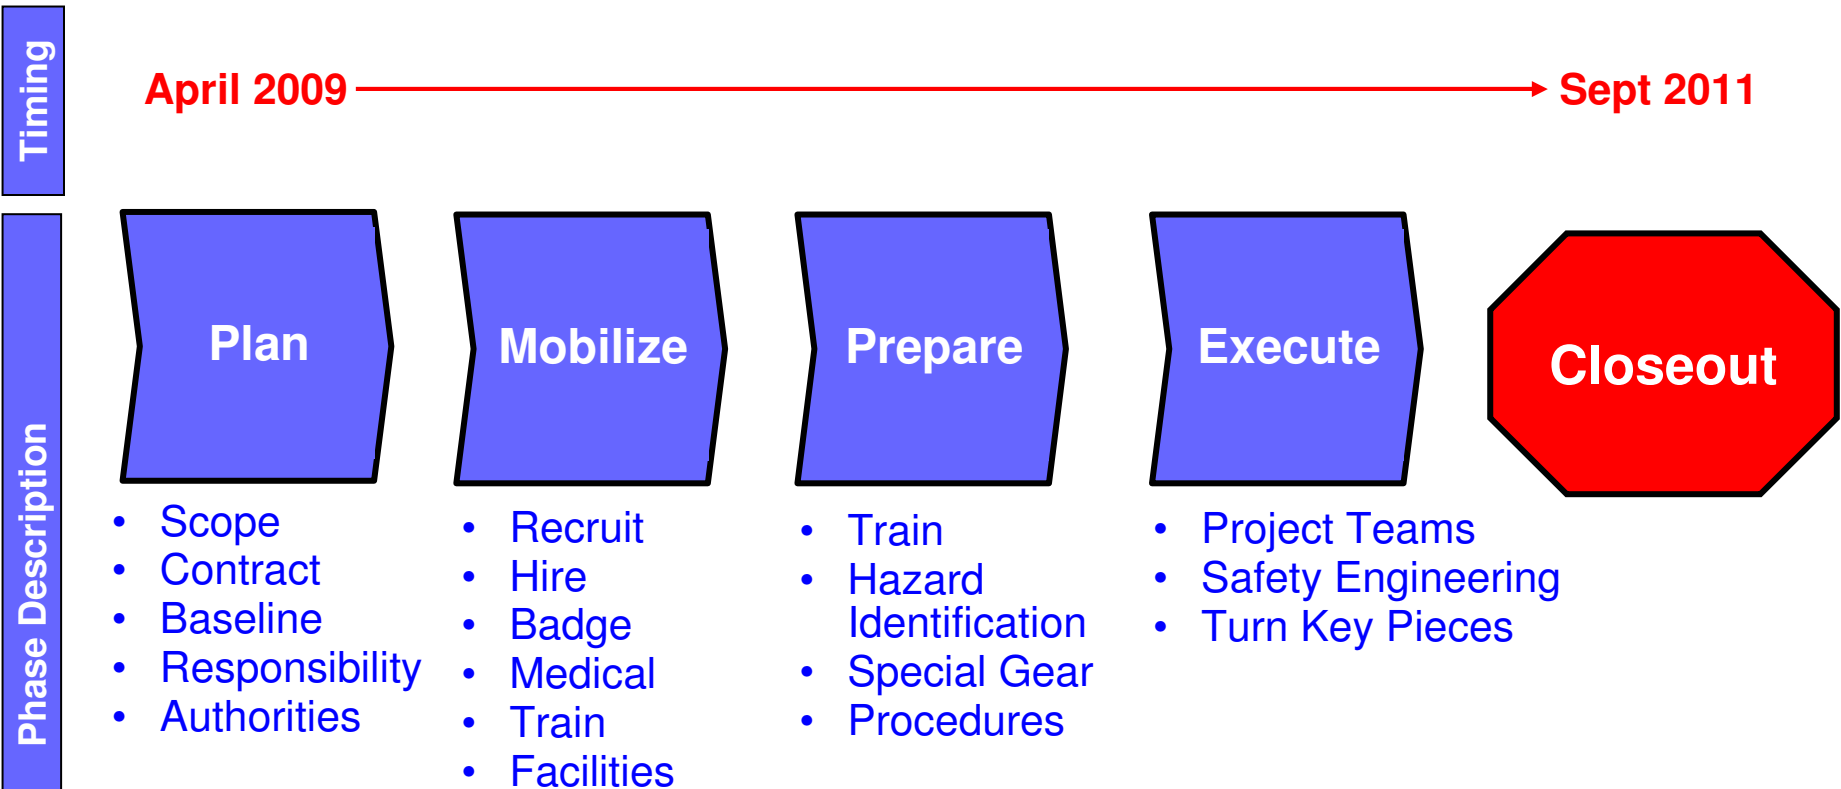 Timing
April 2009
Sept 2011
Phase Description
Plan
Mobilize
Prepare
Execute
Closeout
• Scope
• Contract
• Baseline
• Responsibility
• Authorities
• Recruit
• Hire
• Badge
• Medical
• Train
• Facilities
• Train
• Hazard
Identification
• Special Gear
• Procedures
• Project Teams
• Safety Engineering
• Turn Key Pieces